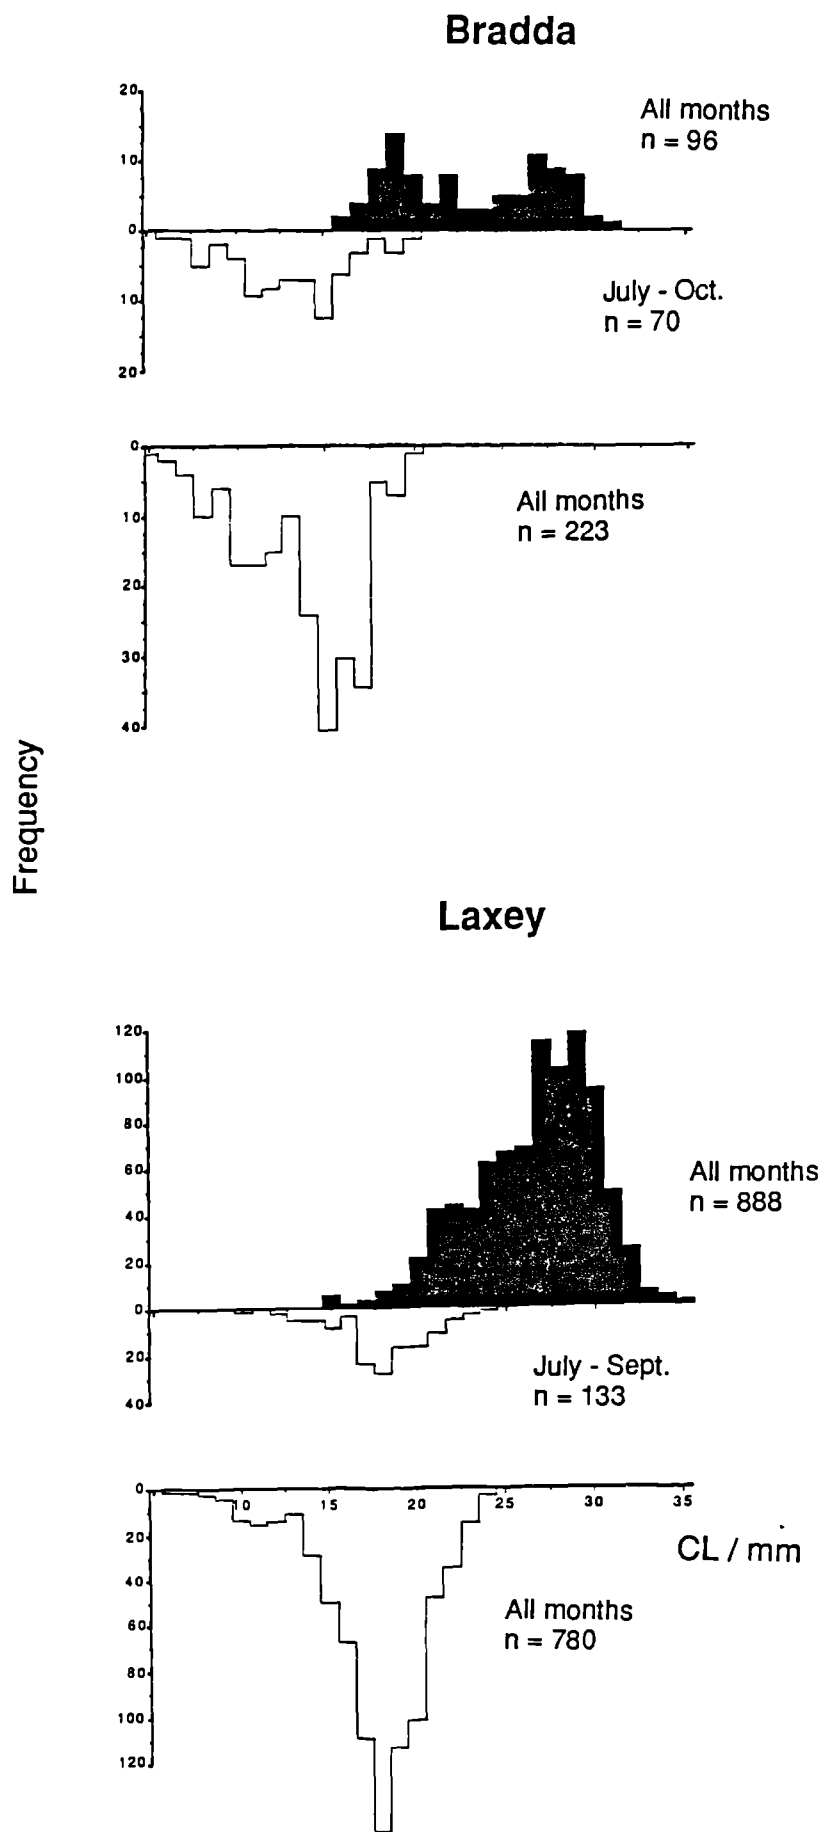 Bradda
20
10
0
10
20
All months
n = 96
July - Oct.
n = 70
0
10
20
30
40
All months
n = 223
Frequency
Laxey
120
100
80
60
40
20
0
20
40
All months
n = 888
July - Sept.
n = 133
0
20
40
60
80
100
120
10 15 20 25 30 35
CL / mm
All months
n = 780